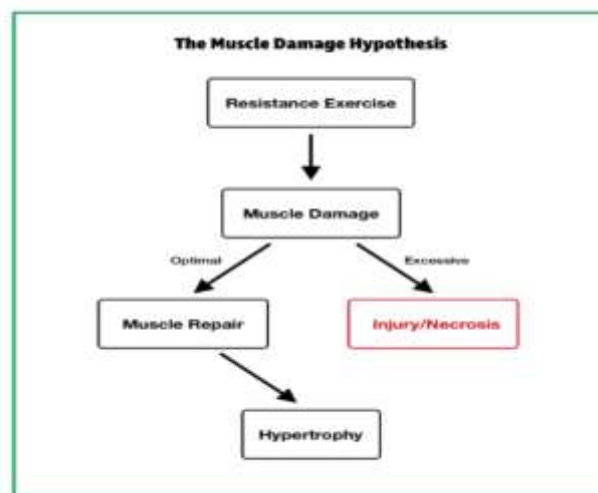 The Muscle Damage Hypothesis
Resistance Exercise
Muscle Damage
Optimal
Excessive
Muscle Repair
Injury/Necrosis
Hypertrophy